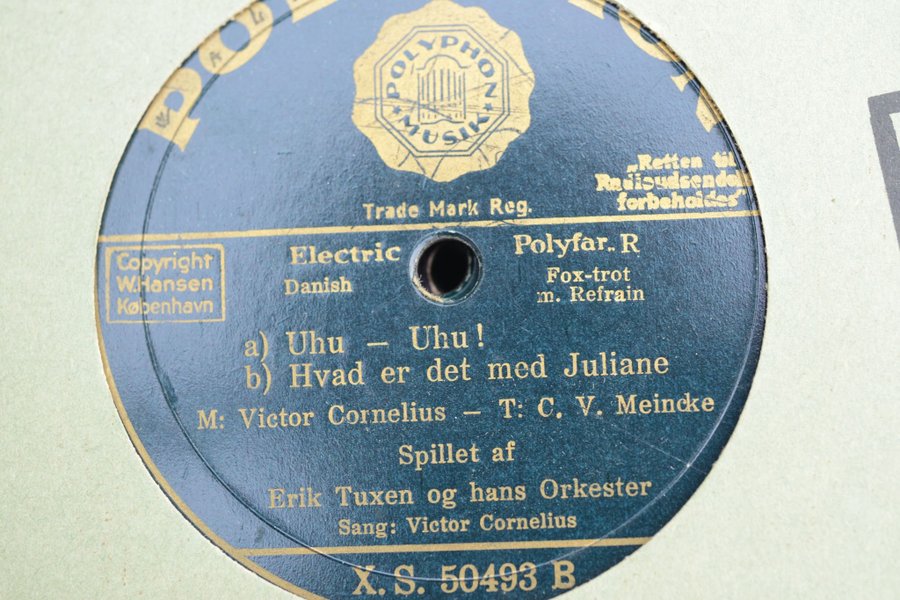 POLYPHON
MUSIK
Trade Mark Reg.
„Retten til
Radioudsendelse
forbeholdes"
Copyright
W. Hansen
København
Electric
Danish
Polyfar.. R
Fox-trot
m. Refrain
a) Uhu – Uhu!
b) Hvad er det med Juliane
M: Victor Cornelius – T: C. V. Meincke
Spillet af
Erik Tuxen og hans Orkester
Sang: Victor Cornelius
X. S. 50493 B